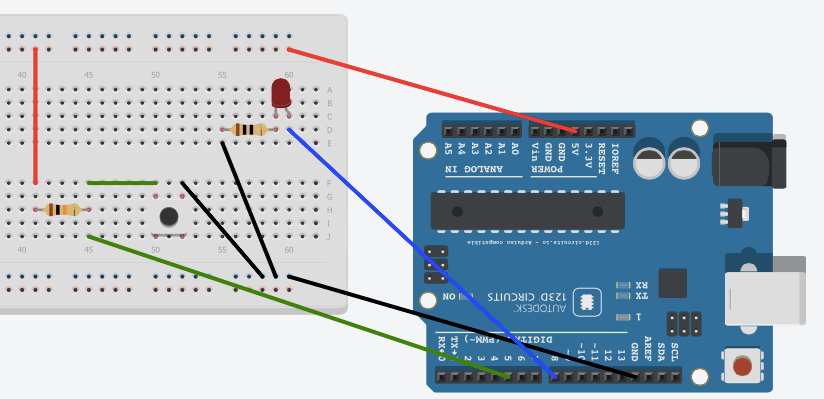 40 45 50 55 60
A
B
C
D
E
F
G
H
I
J
40 45 50 55 60
A5 A4 A3 A2 A1 A0
Vin GND GND 5V 3.3V RESET IOREF
ANALOG IN
POWER
123d.circuits.io - Arduino compatible
ON
AUTODESK
123D CIRCUITS
RX
TX
1
DIGITAL (PWM~)
RX←0 TX→1 2 3 4 5 6 7 8 ~10 ~11 12 13 GND AREF SDA SCL